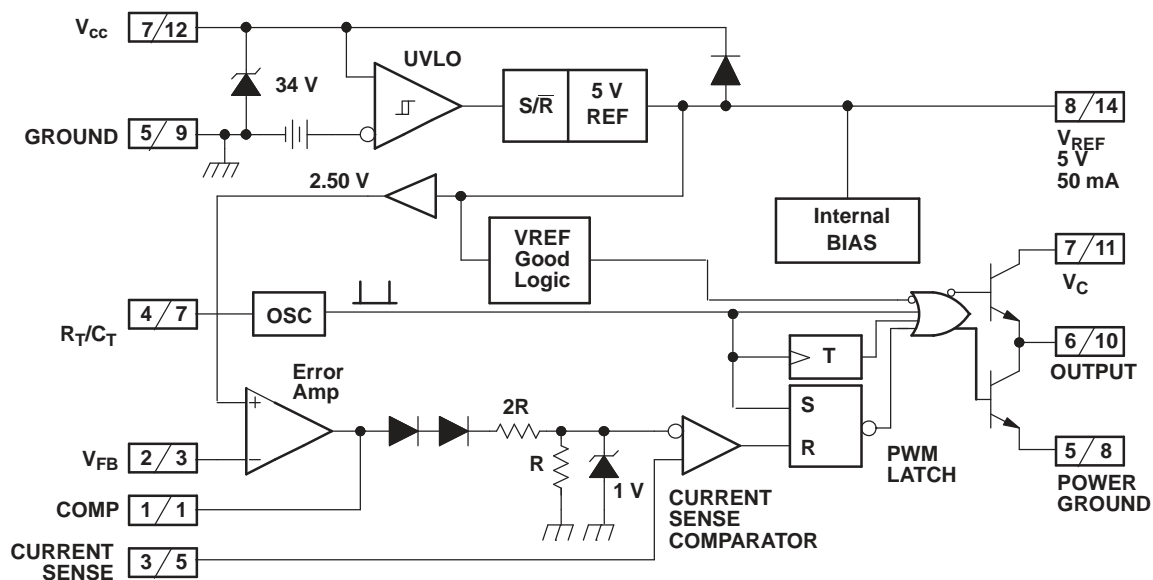 Vcc 7/12
UVLO
34 V
S/R̅
5 V
REF
GROUND 5/9
8/14
VREF
5 V
50 mA
2.50 V
Internal
BIAS
VREF
Good
Logic
7/11
VC
4/7
OSC
RT/CT
T
6/10
OUTPUT
Error
Amp
+
2R
S
VFB 2/3
−
R
R
PWM
LATCH
5/8
POWER
GROUND
1 V
COMP 1/1
CURRENT
SENSE
COMPARATOR
CURRENT
SENSE
3/5